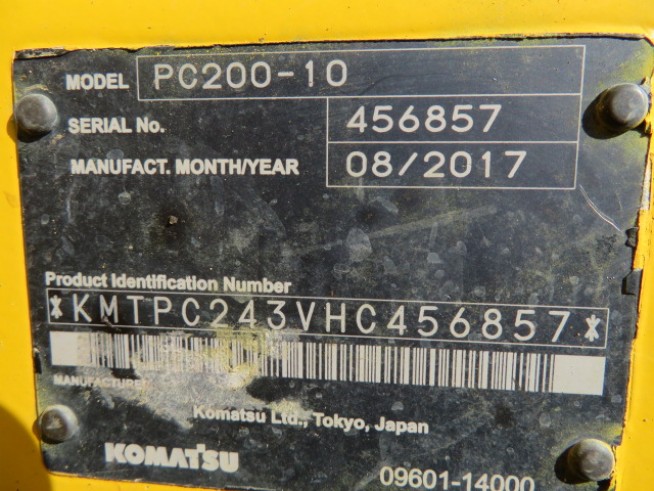 MODEL PC200-10
SERIAL No. 456857
MANUFACT. MONTH/YEAR 08/2017
Product Identification Number
*KMTPC243VHC456857*
MANUFACTURER
Komatsu Ltd., Tokyo, Japan
KOMATSU
09601-14000